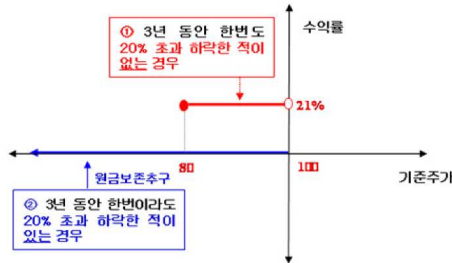 수익률
① 3년 동안 한번도
20% 초과 하락한 적이
없는 경우
21%
80
100
기준주가
원금보존추구
② 3년 동안 한번이라도
20% 초과 하락한 적이
있는 경우